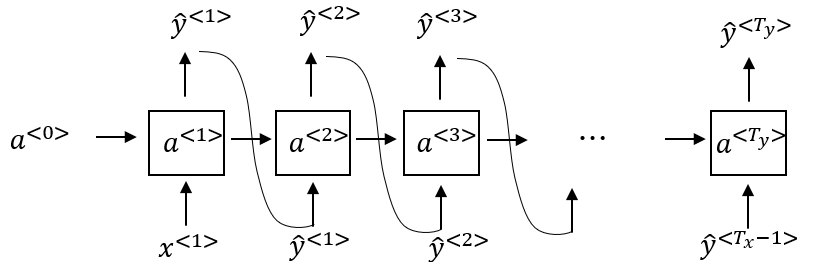 ŷ<1> ŷ<2> ŷ<3> ŷ<Ty>
a<0> a<1> a<2> a<3> ... a<Ty>
x<1> ŷ<1> ŷ<2> ŷ<Tx−1>